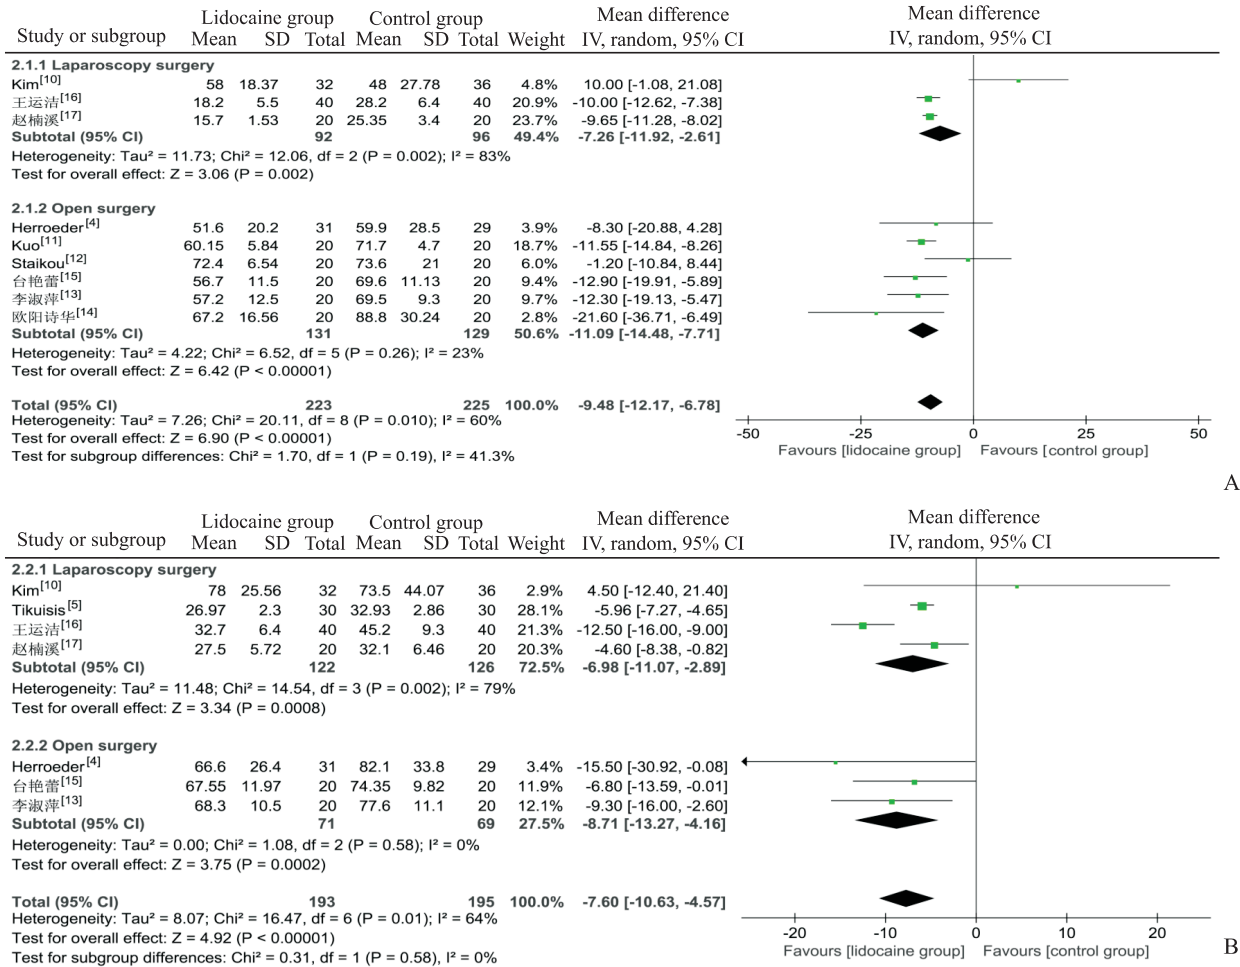 Lidocaine group Control group Mean difference Mean difference
Study or subgroup Mean SD Total Mean SD Total Weight IV, random, 95% CI IV, random, 95% CI
2.1.1 Laparoscopy surgery
Kim[10] 58 18.37 32 48 27.78 36 4.8% 10.00 [-1.08, 21.08]
王运洁[16] 18.2 5.5 40 28.2 6.4 40 20.9% -10.00 [-12.62, -7.38]
赵楠溪[17] 15.7 1.53 20 25.35 3.4 20 23.7% -9.65 [-11.28, -8.02]
Subtotal (95% CI) 92 96 49.4% -7.26 [-11.92, -2.61]
Heterogeneity: Tau² = 11.73; Chi² = 12.06, df = 2 (P = 0.002); I² = 83%
Test for overall effect: Z = 3.06 (P = 0.002)
2.1.2 Open surgery
Herroeder[4] 51.6 20.2 31 59.9 28.5 29 3.9% -8.30 [-20.88, 4.28]
Kuo[11] 60.15 5.84 20 71.7 4.7 20 18.7% -11.55 [-14.84, -8.26]
Staikou[12] 72.4 6.54 20 73.6 21 20 6.0% -1.20 [-10.84, 8.44]
台艳蕾[15] 56.7 11.5 20 69.6 11.13 20 9.4% -12.90 [-19.91, -5.89]
李淑萍[13] 57.2 12.5 20 69.5 9.3 20 9.7% -12.30 [-19.13, -5.47]
欧阳诗华[14] 67.2 16.56 20 88.8 30.24 20 2.8% -21.60 [-36.71, -6.49]
Subtotal (95% CI) 131 129 50.6% -11.09 [-14.48, -7.71]
Heterogeneity: Tau² = 4.22; Chi² = 6.52, df = 5 (P = 0.26); I² = 23%
Test for overall effect: Z = 6.42 (P < 0.00001)
Total (95% CI) 223 225 100.0% -9.48 [-12.17, -6.78]
Heterogeneity: Tau² = 7.26; Chi² = 20.11, df = 8 (P = 0.010); I² = 60%
Test for overall effect: Z = 6.90 (P < 0.00001)
Test for subgroup differences: Chi² = 1.70, df = 1 (P = 0.19), I² = 41.3%
-50 -25 0 25 50
Favours [lidocaine group] Favours [control group]
A
Lidocaine group Control group Mean difference Mean difference
Study or subgroup Mean SD Total Mean SD Total Weight IV, random, 95% CI IV, random, 95% CI
2.2.1 Laparoscopy surgery
Kim[10] 78 25.56 32 73.5 44.07 36 2.9% 4.50 [-12.40, 21.40]
Tikuisis[5] 26.97 2.3 30 32.93 2.86 30 28.1% -5.96 [-7.27, -4.65]
王运洁[16] 32.7 6.4 40 45.2 9.3 40 21.3% -12.50 [-16.00, -9.00]
赵楠溪[17] 27.5 5.72 20 32.1 6.46 20 20.3% -4.60 [-8.38, -0.82]
Subtotal (95% CI) 122 126 72.5% -6.98 [-11.07, -2.89]
Heterogeneity: Tau² = 11.48; Chi² = 14.54, df = 3 (P = 0.002); I² = 79%
Test for overall effect: Z = 3.34 (P = 0.0008)
2.2.2 Open surgery
Herroeder[4] 66.6 26.4 31 82.1 33.8 29 3.4% -15.50 [-30.92, -0.08]
台艳蕾[15] 67.55 11.97 20 74.35 9.82 20 11.9% -6.80 [-13.59, -0.01]
李淑萍[13] 68.3 10.5 20 77.6 11.1 20 12.1% -9.30 [-16.00, -2.60]
Subtotal (95% CI) 71 69 27.5% -8.71 [-13.27, -4.16]
Heterogeneity: Tau² = 0.00; Chi² = 1.08, df = 2 (P = 0.58); I² = 0%
Test for overall effect: Z = 3.75 (P = 0.0002)
Total (95% CI) 193 195 100.0% -7.60 [-10.63, -4.57]
Heterogeneity: Tau² = 8.07; Chi² = 16.47, df = 6 (P = 0.01); I² = 64%
Test for overall effect: Z = 4.92 (P < 0.00001)
Test for subgroup differences: Chi² = 0.31, df = 1 (P = 0.58), I² = 0%
-20 -10 0 10 20
Favours [lidocaine group] Favours [control group]
B